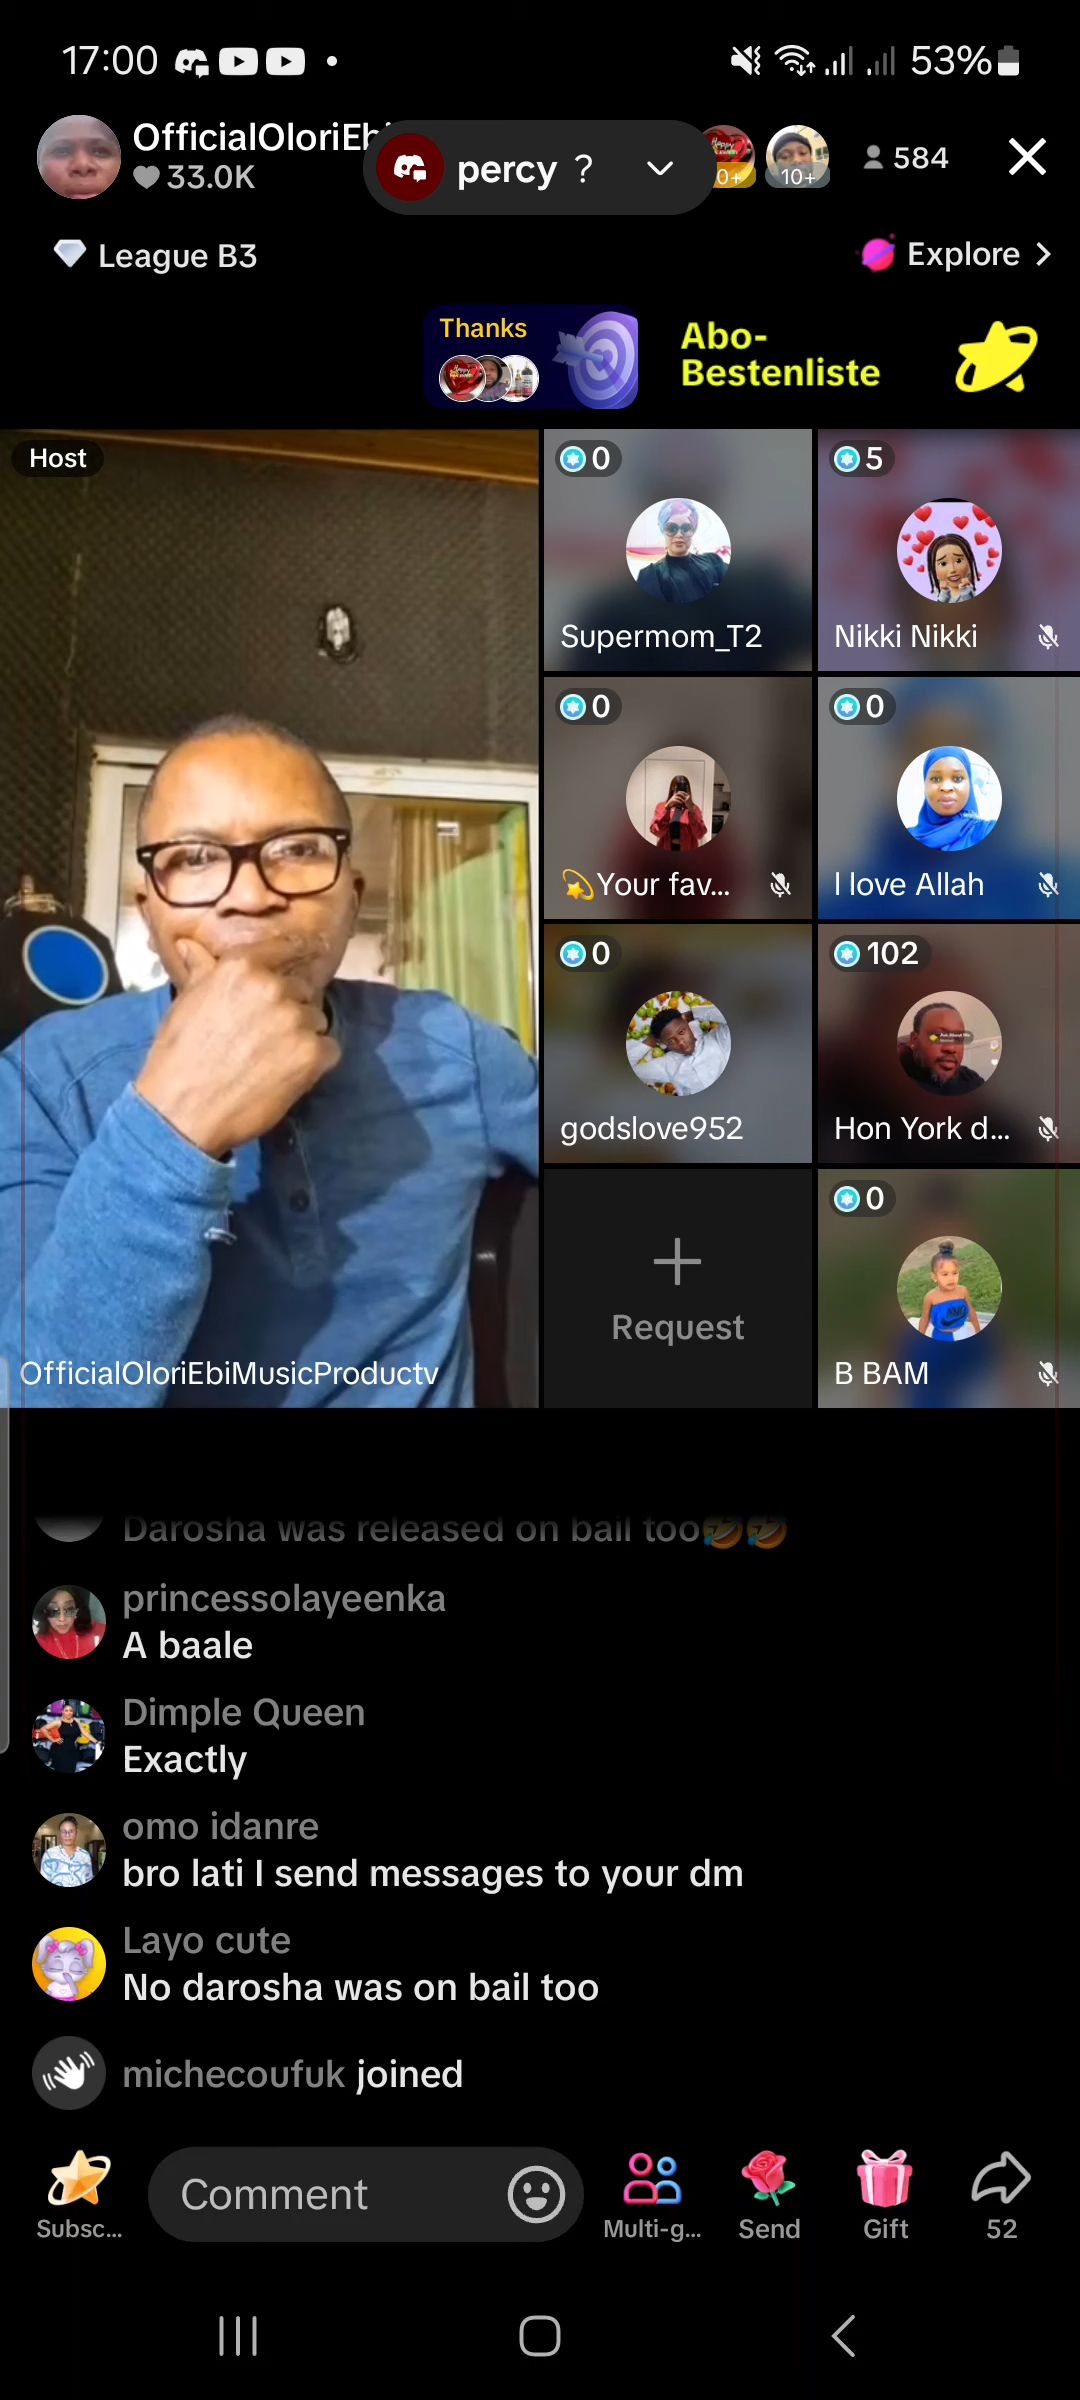 17:00
53%
OfficialOloriEbi
33.0K
percy ?
0+
10+
584
League B3
Explore
Thanks
Abo-
Bestenliste
Host
0
Supermom_T2
5
Nikki Nikki
0
💫Your fav...
0
I love Allah
0
godslove952
102
Hon York d...
Request
0
B BAM
OfficialOloriEbiMusicProductv
Darosha was released on bail too🤣🤣
princessolayeenka
A baale
Dimple Queen
Exactly
omo idanre
bro lati I send messages to your dm
Layo cute
No darosha was on bail too
michecoufuk joined
Subsc...
Comment
Multi-g...
Send
Gift
52